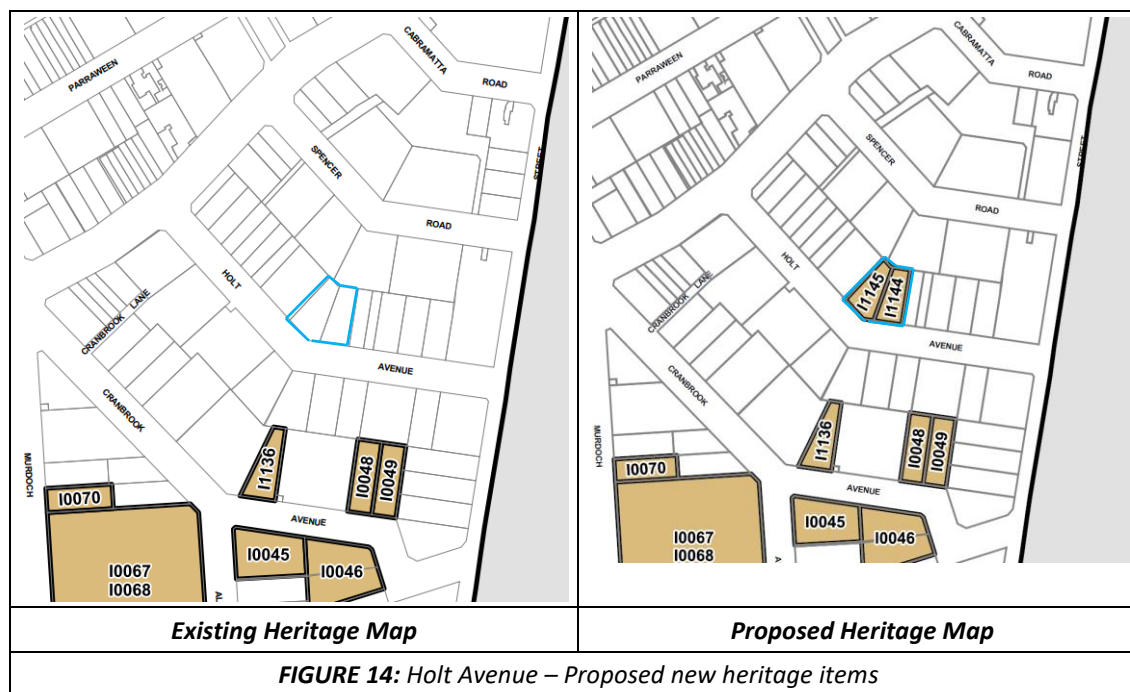 CABRAMATTA
ROAD
PARRAWEEN
SPENCER
STREET
ROAD
HOLT
CRANBROOK LANE
AVENUE
CRANBROOK
MURDOCH
I1136
I0048
I0049
I0070
AVENUE
I0045
I0046
I0067
I0068
AL
CABRAMATTA
ROAD
PARRAWEEN
STREET
SPENCER
ROAD
HOLT
I1145
I1144
CRANBROOK LANE
AVENUE
CRANBROOK
MURDOCH
I1136
I0048
I0049
I0070
AVENUE
I0045
I0046
I0067
I0068
Existing Heritage Map
Proposed Heritage Map
FIGURE 14: Holt Avenue – Proposed new heritage items